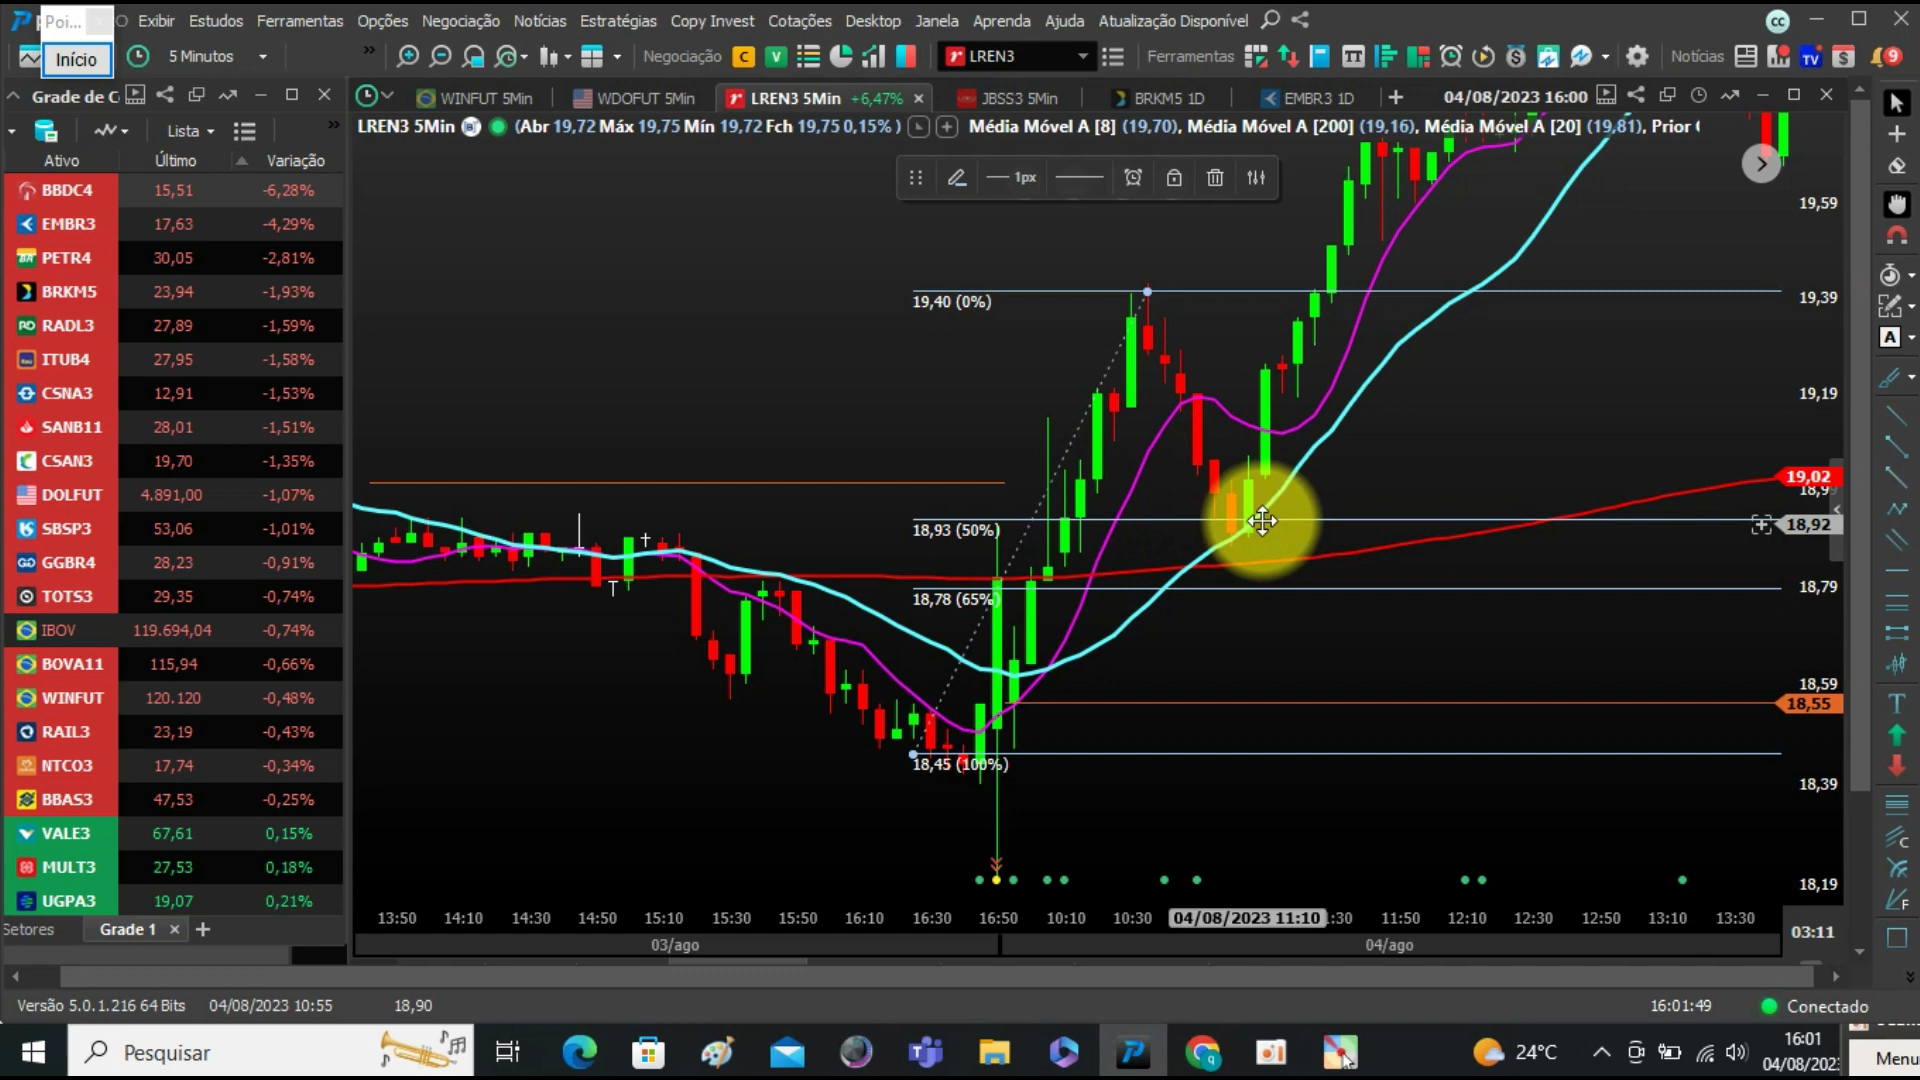 Poi...
Exibir Estudos Ferramentas Opções Negociação Notícias Estratégias Copy Invest Cotações Desktop Janela Aprenda Ajuda Atualização Disponível CC
Início
5 Minutos Negociação C V LREN3 Ferramentas Notícias TV 9
Grade de C
WINFUT 5Min WDOFUT 5Min LREN3 5Min +6,47% JBSS3 5Min BRKM5 1D EMBR3 1D 04/08/2023 16:00
Lista
LREN3 5Min (Abr 19,72 Máx 19,75 Mín 19,72 Fch 19,75 0,15% ) Média Móvel A [8] (19,70), Média Móvel A [200] (19,16), Média Móvel A [20] (19,81), Prior
Ativo Último Variação
1px
BBDC4 15,51 -6,28%
EMBR3 17,63 -4,29%
PETR4 30,05 -2,81%
BRKM5 23,94 -1,93%
RADL3 27,89 -1,59%
ITUB4 27,95 -1,58%
CSNA3 12,91 -1,53%
SANB11 28,01 -1,51%
CSAN3 19,70 -1,35%
DOLFUT 4.891,00 -1,07%
SBSP3 53,06 -1,01%
GGBR4 28,23 -0,91%
TOTS3 29,35 -0,74%
IBOV 119.694,04 -0,74%
BOVA11 115,94 -0,66%
WINFUT 120.120 -0,48%
RAIL3 23,19 -0,43%
NTCO3 17,74 -0,34%
BBAS3 47,53 -0,25%
VALE3 67,61 0,15%
MULT3 27,53 0,18%
UGPA3 19,07 0,21%
Setores Grade 1
19,40 (0%)
18,93 (50%)
18,78 (65%)
18,45 (100%)
19,59
19,39
19,19
19,02
18,92
18,79
18,59
18,55
18,39
18,19
13:50 14:10 14:30 14:50 15:10 15:30 15:50 16:10 16:30 16:50 10:10 10:30 04/08/2023 11:10 :30 11:50 12:10 12:30 12:50 13:10 13:30
03:11
03/ago 04/ago
Versão 5.0.1.216 64 Bits 04/08/2023 10:55 18,90 16:01:49 Conectado
Pesquisar 24°C 16:01
04/08/202
Menu